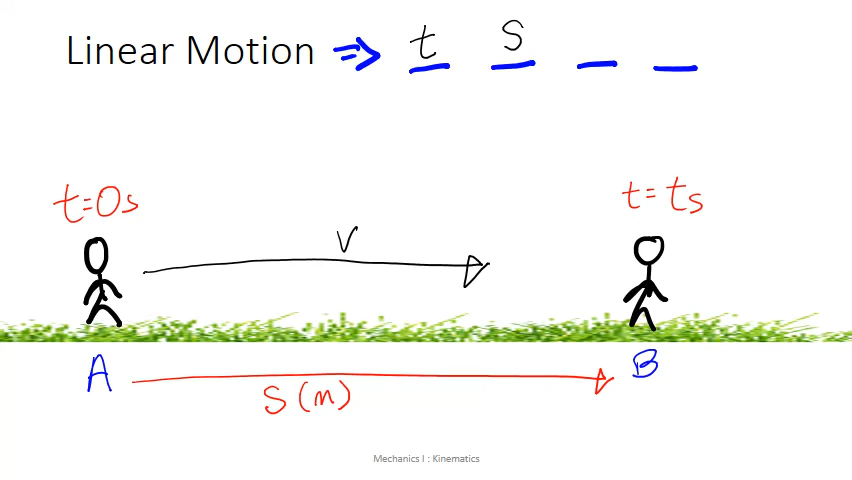 Linear Motion ⇒ t s
t=0s t=ts
v
A B
S(m)
Mechanics I : Kinematics